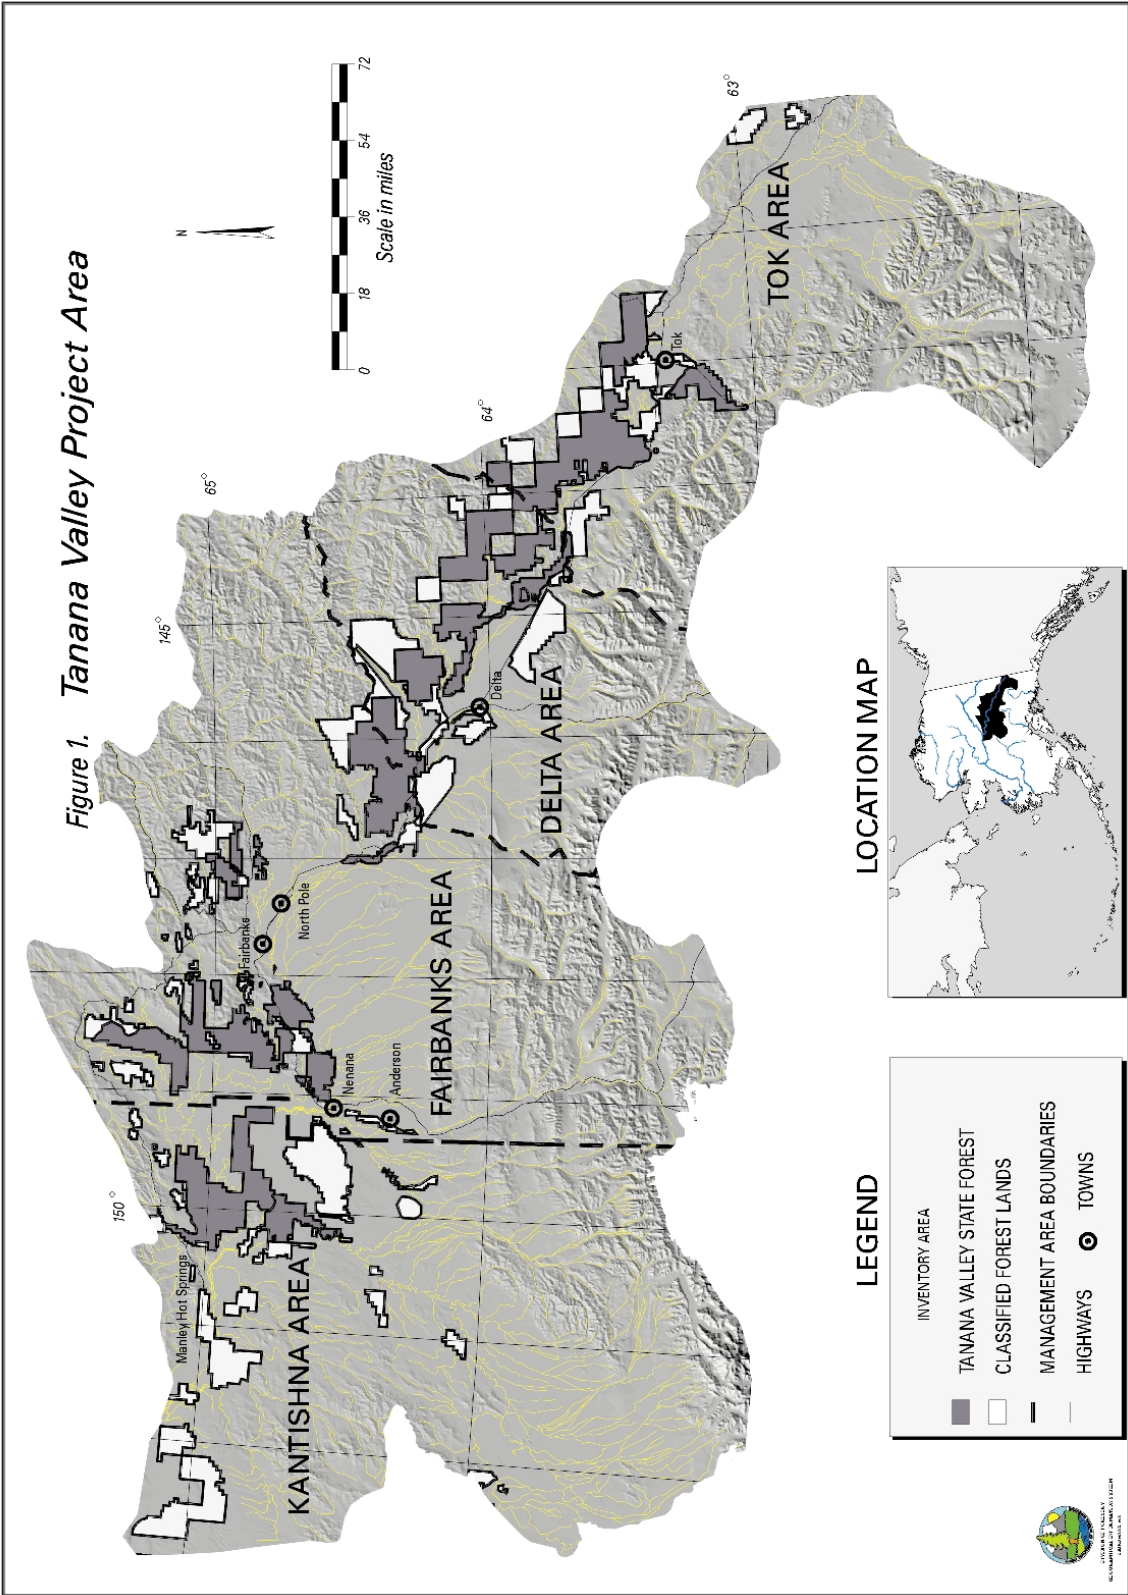 Figure 1. Tanana Valley Project Area
N
0 18 36 54 72
Scale in miles
150°
145°
65°
64°
63°
Manley Hot Springs
Fairbanks
North Pole
Nenana
Anderson
Delta
Tok
KANTISHNA AREA
FAIRBANKS AREA
DELTA AREA
TOK AREA
LEGEND
INVENTORY AREA
TANANA VALLEY STATE FOREST
CLASSIFIED FOREST LANDS
MANAGEMENT AREA BOUNDARIES
HIGHWAYS
TOWNS
LOCATION MAP